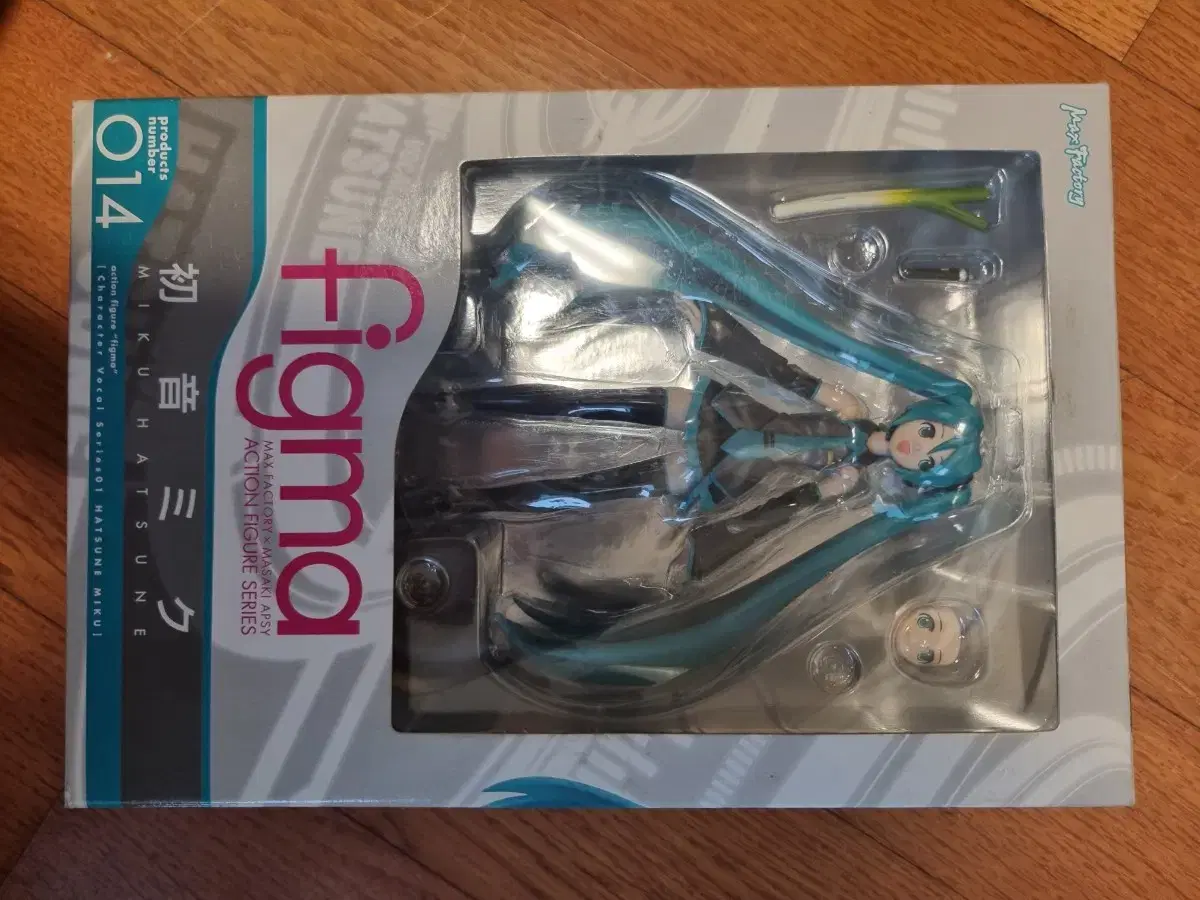 Max Factory
figma
MAX FACTORY × MASAKI APSY
ACTION FIGURE SERIES
初音ミク
MIKU HATSUNE
products
number
014
action figure "figma"
[Character Vocal Series01 HATSUNE MIKU]